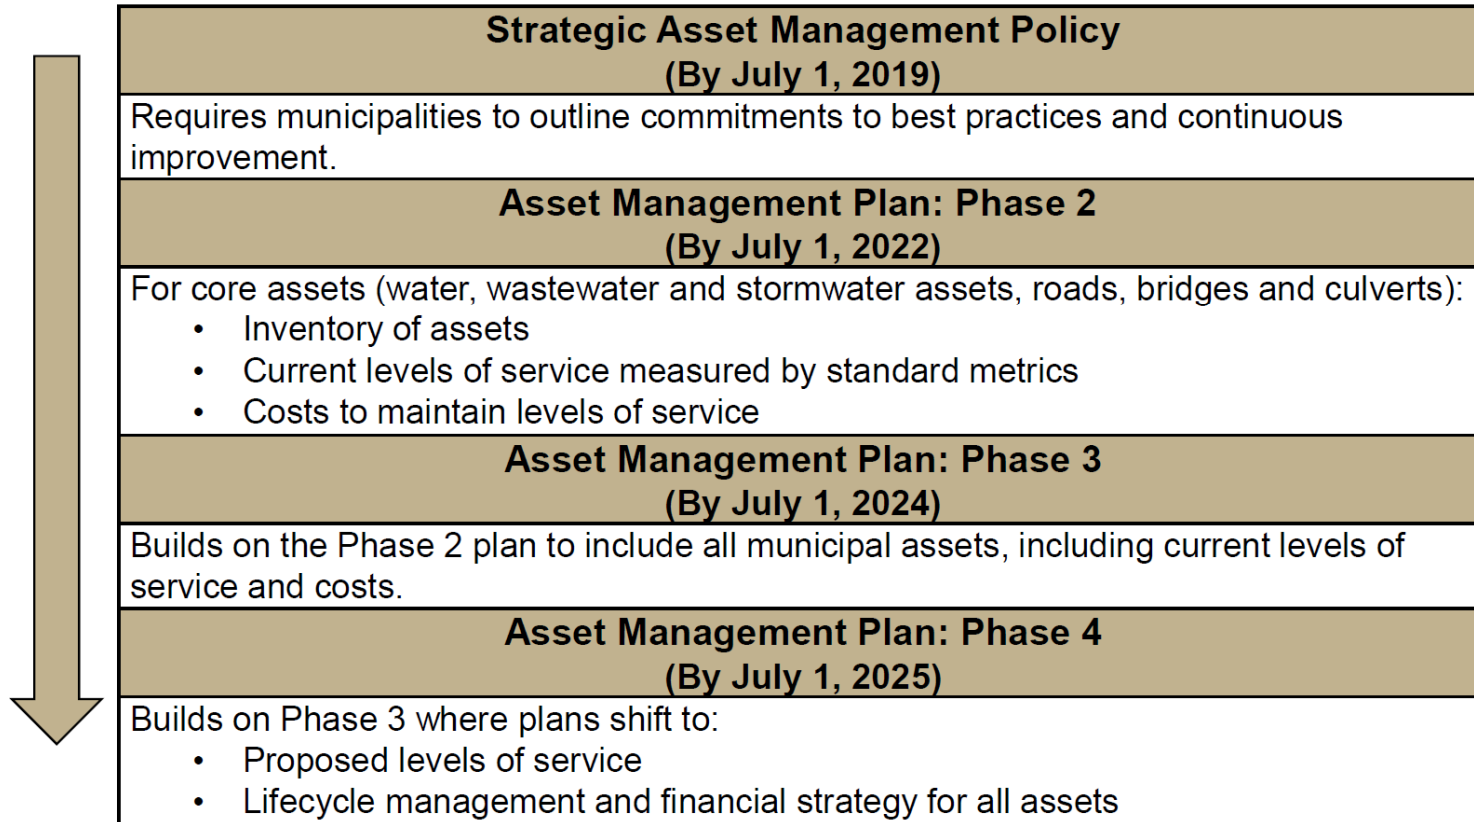 Strategic Asset Management Policy
(By July 1, 2019)
Requires municipalities to outline commitments to best practices and continuous
improvement.
Asset Management Plan: Phase 2
(By July 1, 2022)
For core assets (water, wastewater and stormwater assets, roads, bridges and culverts):
• Inventory of assets
• Current levels of service measured by standard metrics
• Costs to maintain levels of service
Asset Management Plan: Phase 3
(By July 1, 2024)
Builds on the Phase 2 plan to include all municipal assets, including current levels of
service and costs.
Asset Management Plan: Phase 4
(By July 1, 2025)
Builds on Phase 3 where plans shift to:
• Proposed levels of service
• Lifecycle management and financial strategy for all assets